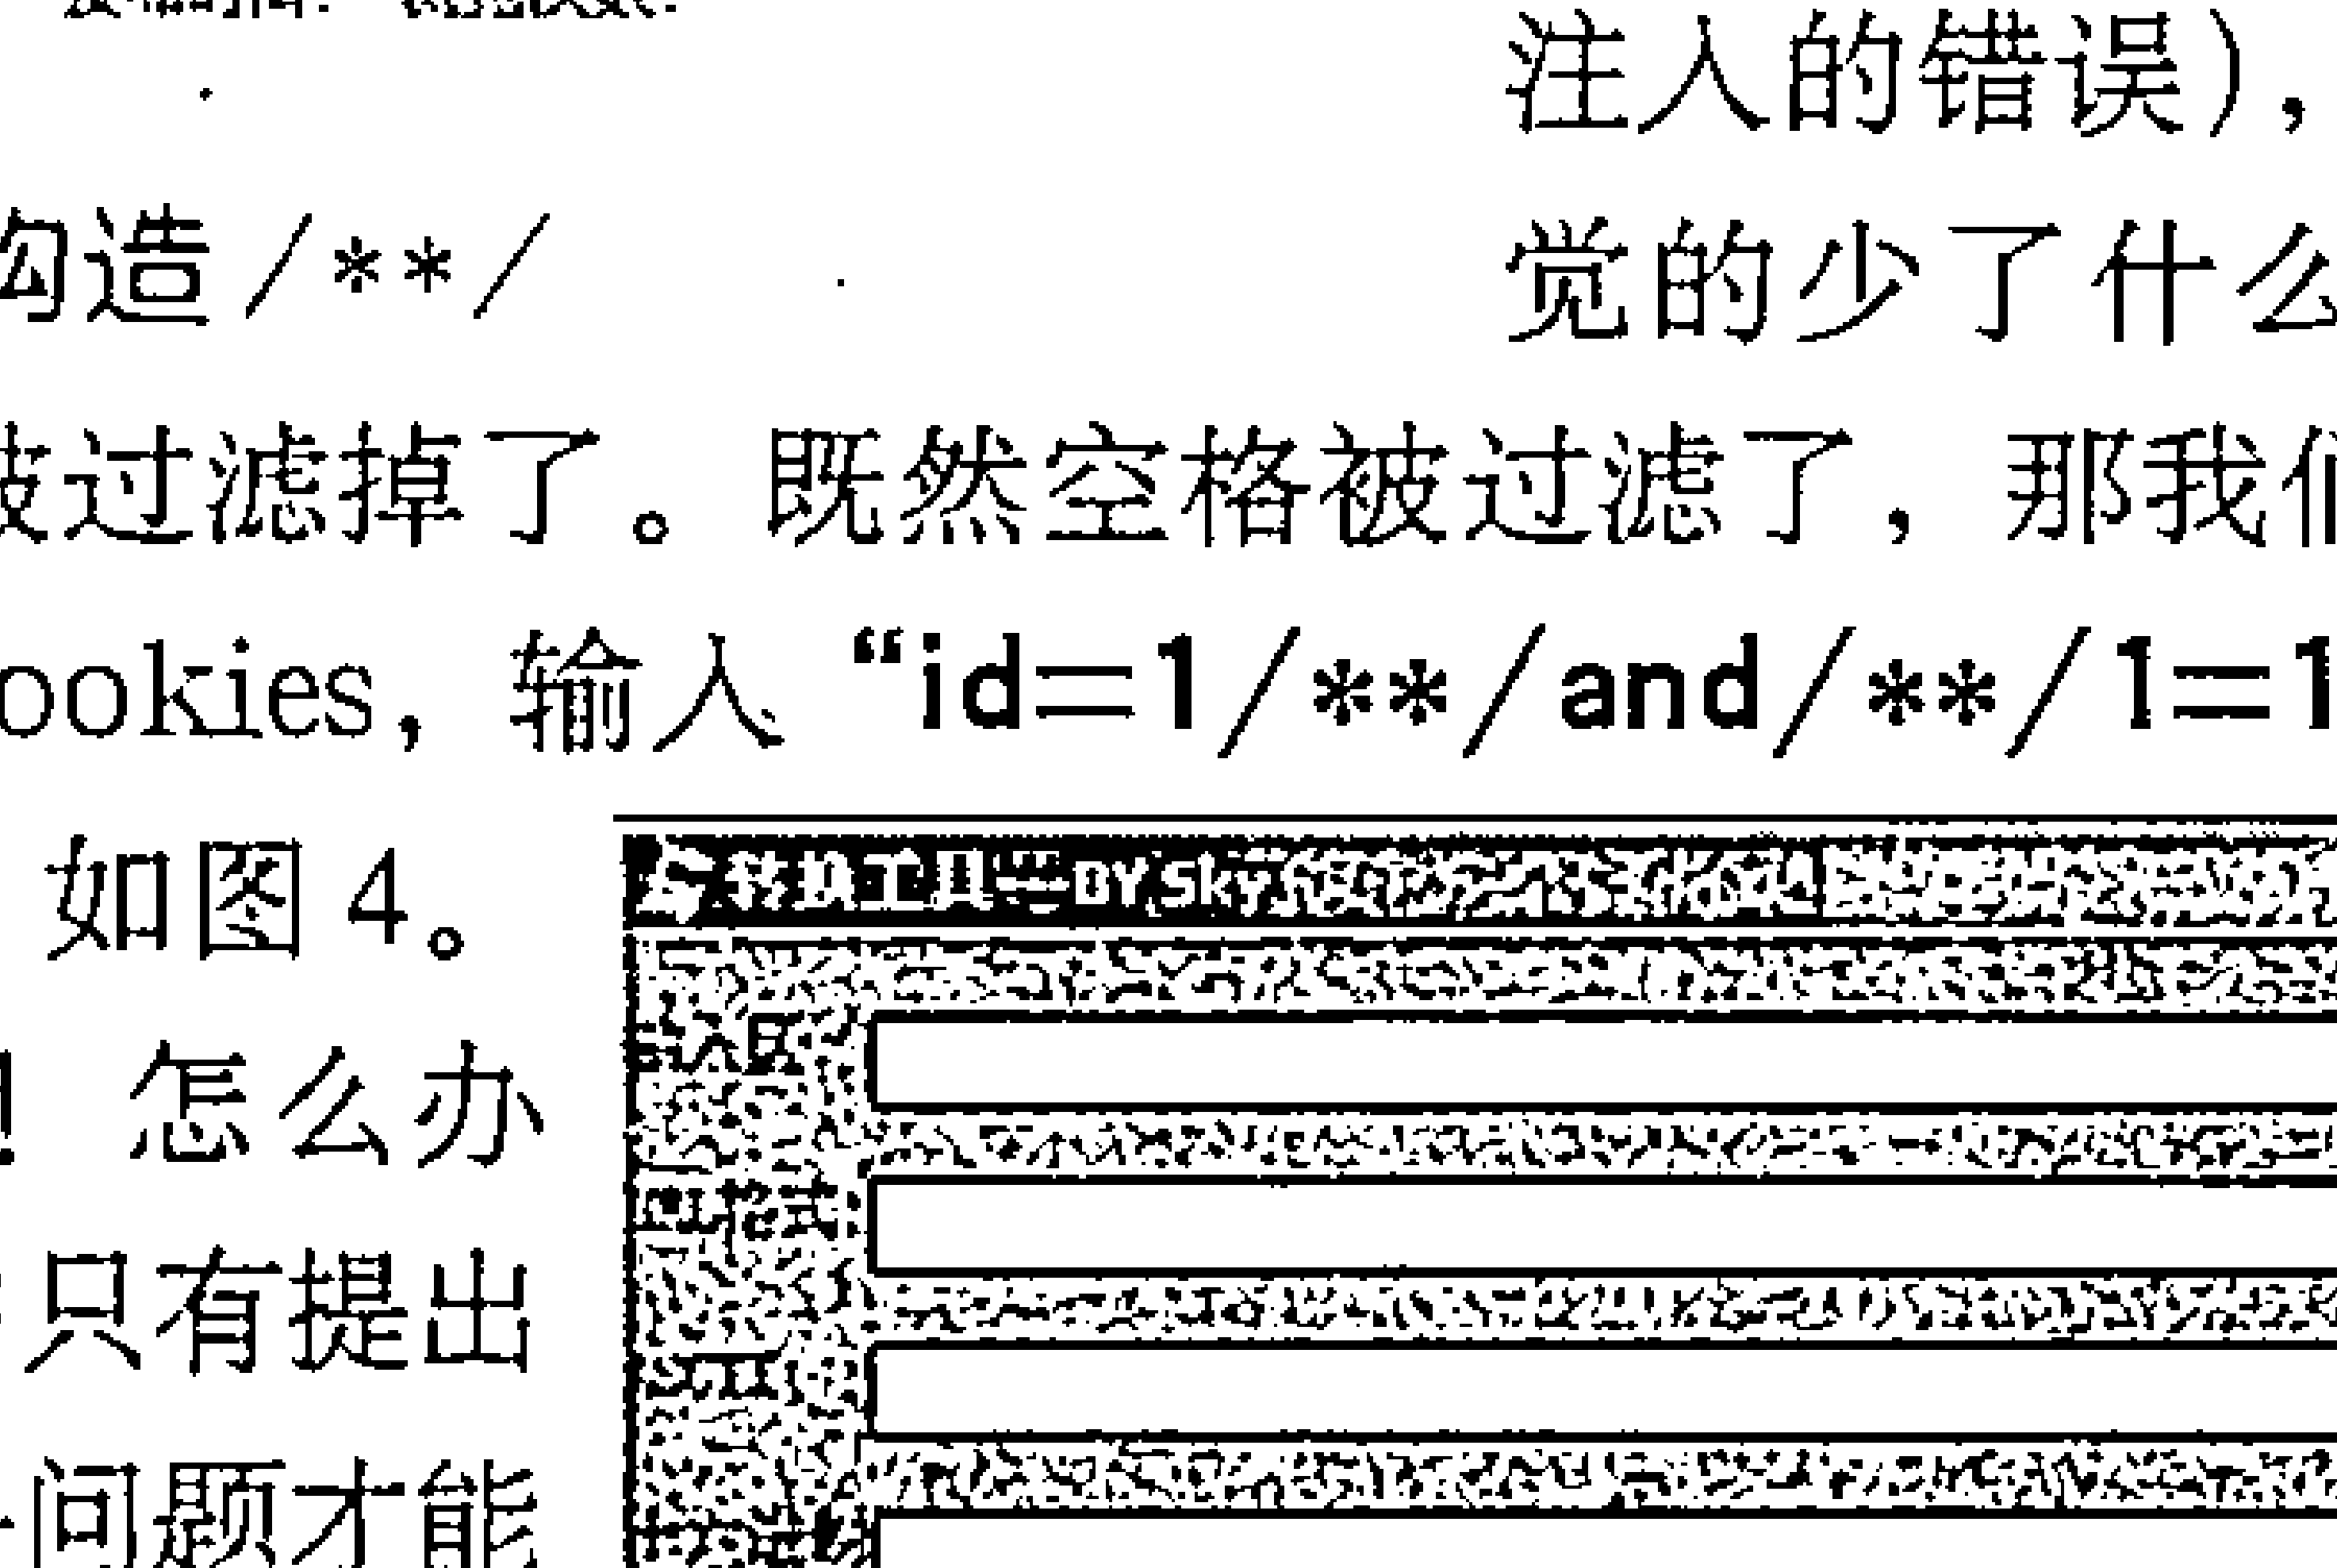 注入的错误),
构造/**/
觉的少了什么
被过滤掉了。既然空格被过滤了，那我们
ookies, 输入“id=1/**/and/**/1=1
如图4。
! 怎么办
只有提出
问题才能